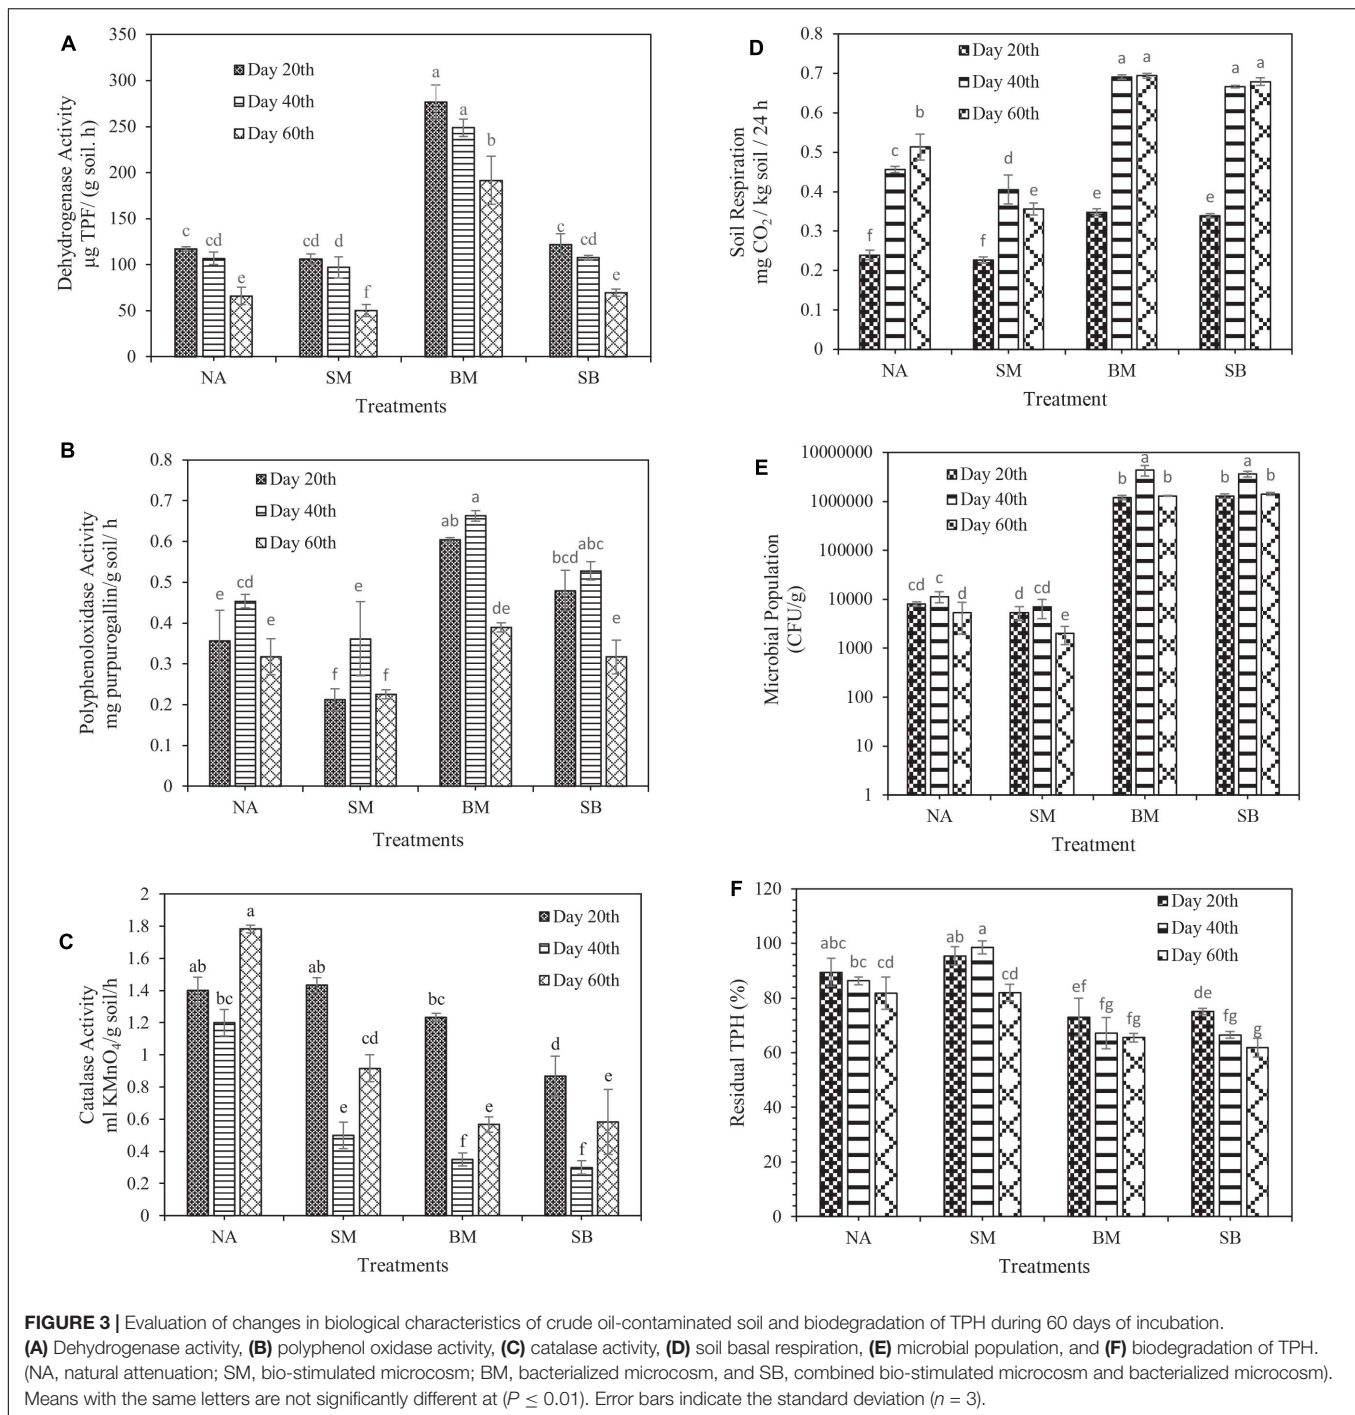 A
350
300
250
200
150
100
50
0
Dehydrogenase Activity
µg TPF/ (g soil. h)
Day 20th
Day 40th
Day 60th
c cd e
cd d f
a a b
c cd e
NA SM BM SB
Treatments
D
0.8
0.7
0.6
0.5
0.4
0.3
0.2
0.1
0
Soil Respiration
mg CO2 / kg soil / 24 h
Day 20th
Day 40th
Day 60th
f c b
f d e
e a a
e a a
NA SM BM SB
Treatment
B
0.8
0.7
0.6
0.5
0.4
0.3
0.2
0.1
0
Polyphenoloxidase Activity
mg purpurogallin/g soil/ h
Day 20th
Day 40th
Day 60th
e cd e
f e f
ab a de
bcd abc e
NA SM BM SB
Treatments
E
10000000
1000000
100000
10000
1000
100
10
1
Microbial Population
(CFU/g)
Day 20th
Day 40th
Day 60th
cd c d
d cd e
b a b
b a b
NA SM BM SB
Treatment
C
2
1.8
1.6
1.4
1.2
1
0.8
0.6
0.4
0.2
0
Catalase Activity
ml KMnO4/g soil/h
Day 20th
Day 40th
Day 60th
ab bc a
ab e cd
bc f e
d f e
NA SM BM SB
Treatments
F
120
100
80
60
40
20
0
Residual TPH (%)
Day 20th
Day 40th
Day 60th
abc bc cd
ab a cd
ef fg fg
de fg g
NA SM BM SB
Treatments
FIGURE 3 | Evaluation of changes in biological characteristics of crude oil-contaminated soil and biodegradation of TPH during 60 days of incubation.
(A) Dehydrogenase activity, (B) polyphenol oxidase activity, (C) catalase activity, (D) soil basal respiration, (E) microbial population, and (F) biodegradation of TPH.
(NA, natural attenuation; SM, bio-stimulated microcosm; BM, bacterialized microcosm, and SB, combined bio-stimulated microcosm and bacterialized microcosm).
Means with the same letters are not significantly different at (P ≤ 0.01). Error bars indicate the standard deviation (n = 3).